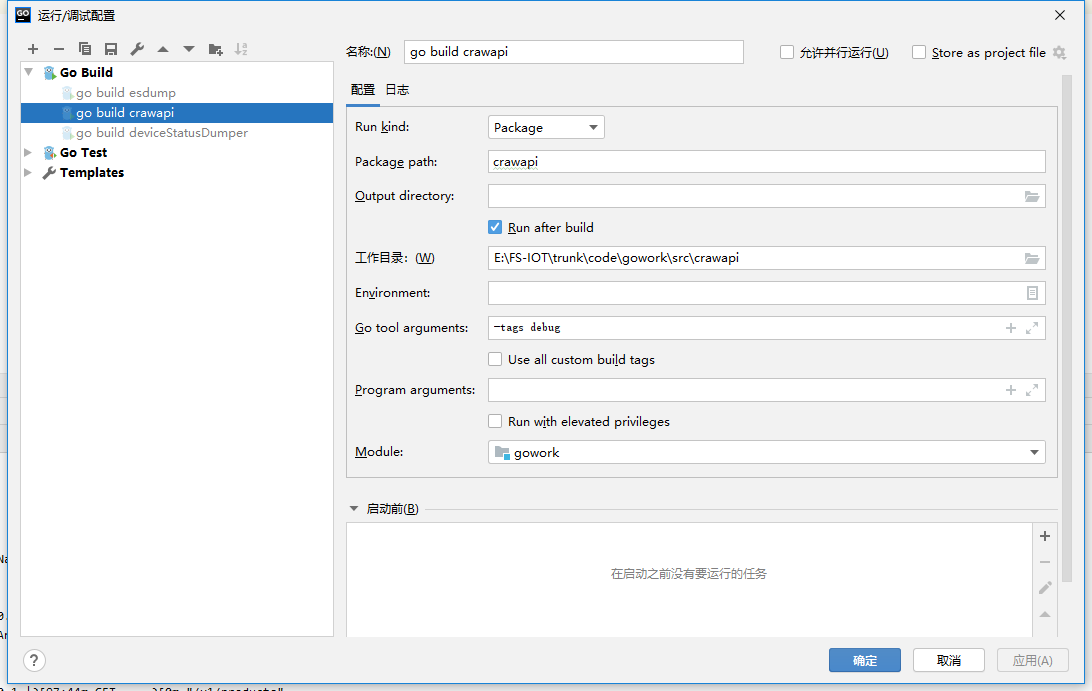 GO 运行/调试配置
名称:(N) go build crawapi 允许并行运行(U) Store as project file
Go Build
go build esdump
go build crawapi
go build deviceStatusDumper
Go Test
Templates
配置 日志
Run kind: Package
Package path: crawapi
Output directory:
Run after build
工作目录: (W) E:\FS-IOT\trunk\code\gowork\src\crawapi
Environment:
Go tool arguments: -tags debug
Use all custom build tags
Program arguments:
Run with elevated privileges
Module: gowork
启动前(B)
在启动之前没有要运行的任务
? 确定 取消 应用(A)